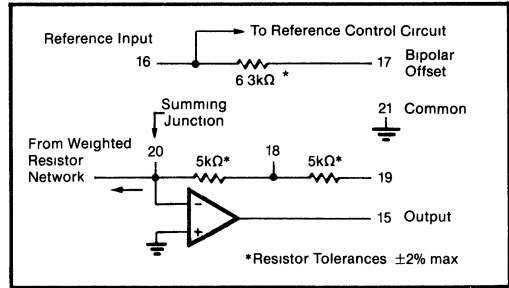 To Reference Control Circuit
Reference Input
16
17
Bipolar
Offset
6 3kΩ *
21 Common
Summing
Junction
From Weighted
Resistor
Network
20
5kΩ*
18
5kΩ*
19
−
+
15 Output
*Resistor Tolerances ±2% max